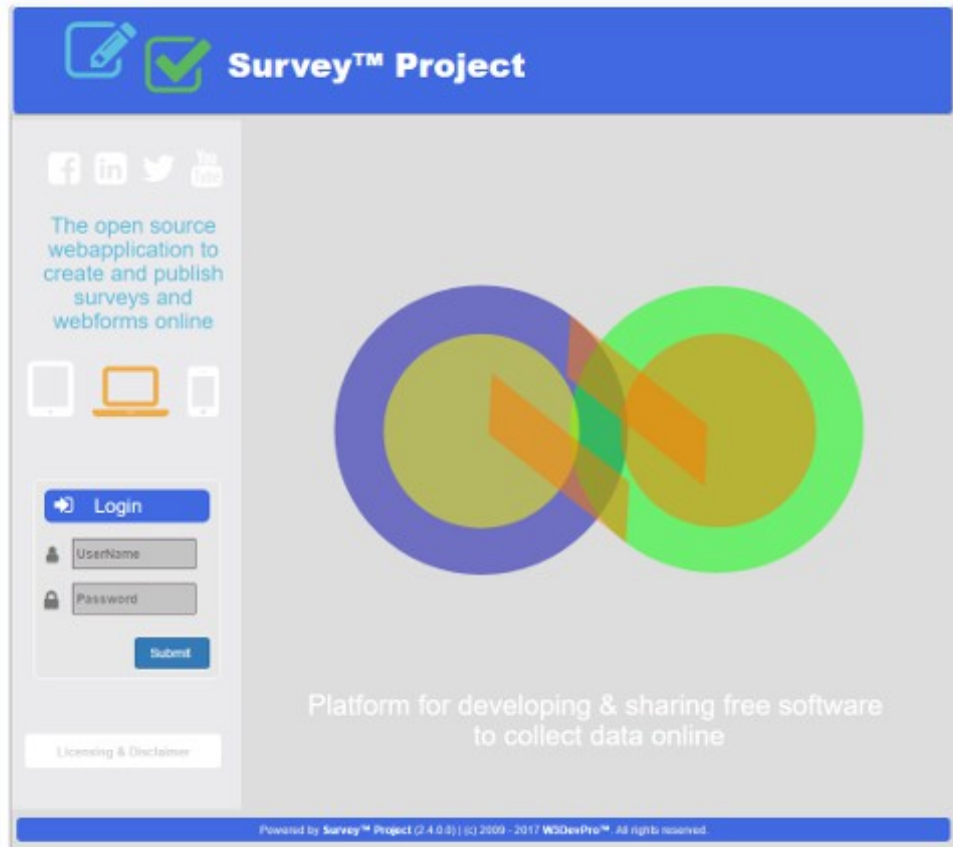 Survey™ Project
You
Tube
The open source
webapplication to
create and publish
surveys and
webforms online
Login
UserName
Password
Submit
Platform for developing & sharing free software
to collect data online
Licensing & Disclaimer
Powered by Survey™ Project (2.4.0.0) | (c) 2009 - 2017 W3DevPro™. All rights reserved.